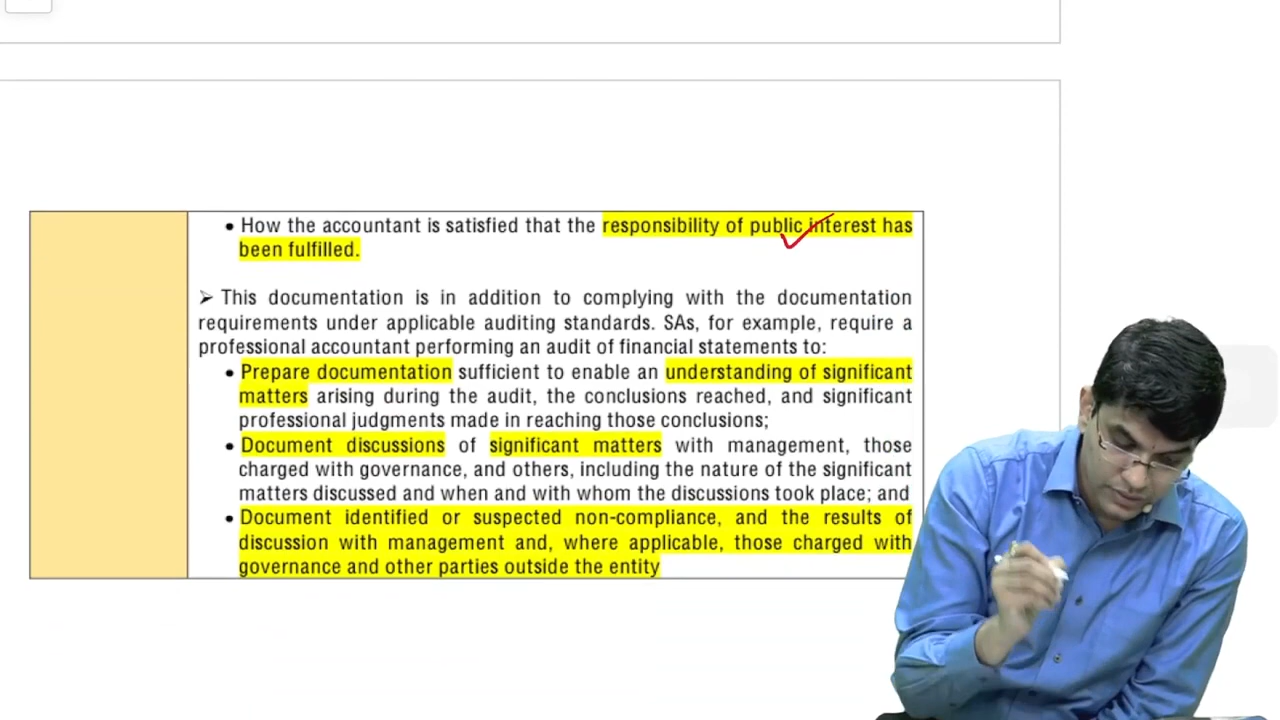 • How the accountant is satisfied that the responsibility of public interest has
been fulfilled.
➢ This documentation is in addition to complying with the documentation
requirements under applicable auditing standards. SAs, for example, require a
professional accountant performing an audit of financial statements to:
• Prepare documentation sufficient to enable an understanding of significant
matters arising during the audit, the conclusions reached, and significant
professional judgments made in reaching those conclusions;
• Document discussions of significant matters with management, those
charged with governance, and others, including the nature of the significant
matters discussed and when and with whom the discussions took place; and
• Document identified or suspected non-compliance, and the results of
discussion with management and, where applicable, those charged with
governance and other parties outside the entity